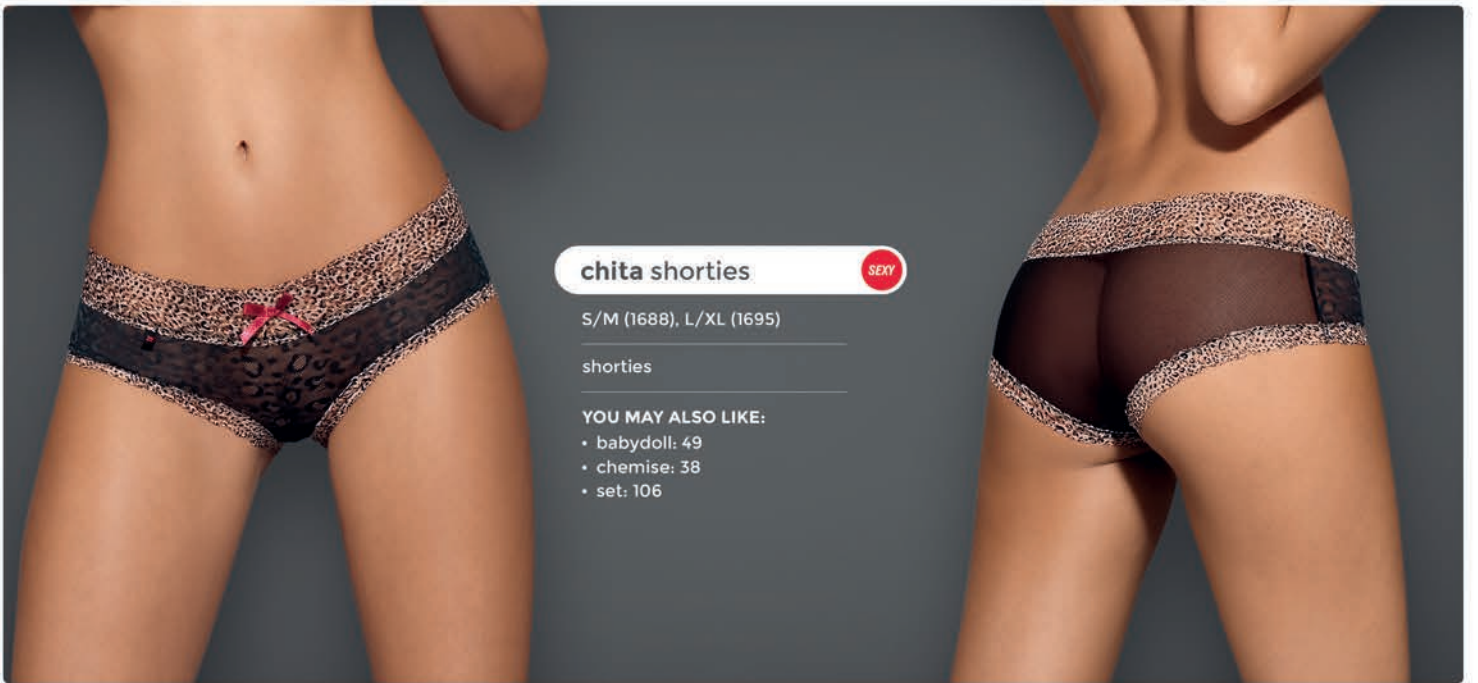 chita shorties
SEXY
S/M (1688), L/XL (1695)
shorties
YOU MAY ALSO LIKE:
• babydoll: 49
• chemise: 38
• set: 106